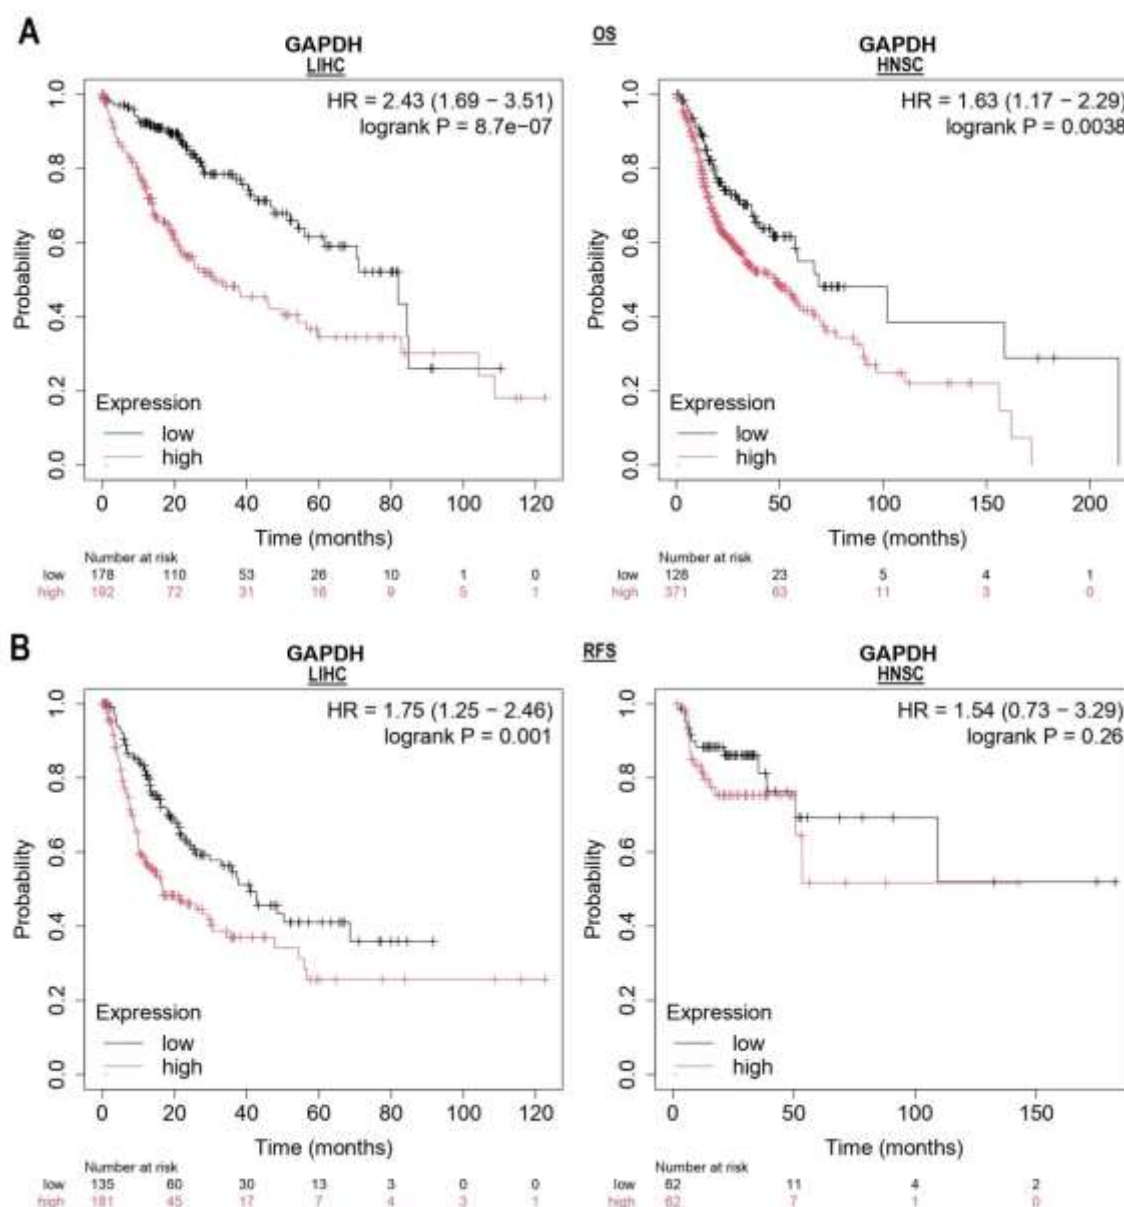 A
OS
GAPDH
LIHC
HR = 2.43 (1.69 − 3.51)
logrank P = 8.7e−07
Probability
1.0
0.8
0.6
0.4
0.2
0.0
Expression
low
high
0 20 40 60 80 100 120
Time (months)
Number at risk
low 178 110 53 26 10 1 0
high 192 72 31 16 9 5 1
GAPDH
HNSC
HR = 1.63 (1.17 − 2.29)
logrank P = 0.0038
Probability
1.0
0.8
0.6
0.4
0.2
0.0
Expression
low
high
0 50 100 150 200
Time (months)
Number at risk
low 128 23 5 4 1
high 371 63 11 3 0
B
RFS
GAPDH
LIHC
HR = 1.75 (1.25 − 2.46)
logrank P = 0.001
Probability
1.0
0.8
0.6
0.4
0.2
0.0
Expression
low
high
0 20 40 60 80 100 120
Time (months)
Number at risk
low 135 60 30 13 3 0 0
high 181 45 17 7 4 3 1
GAPDH
HNSC
HR = 1.54 (0.73 − 3.29)
logrank P = 0.26
Probability
1.0
0.8
0.6
0.4
0.2
0.0
Expression
low
high
0 50 100 150
Time (months)
Number at risk
low 62 11 4 2
high 62 7 1 0